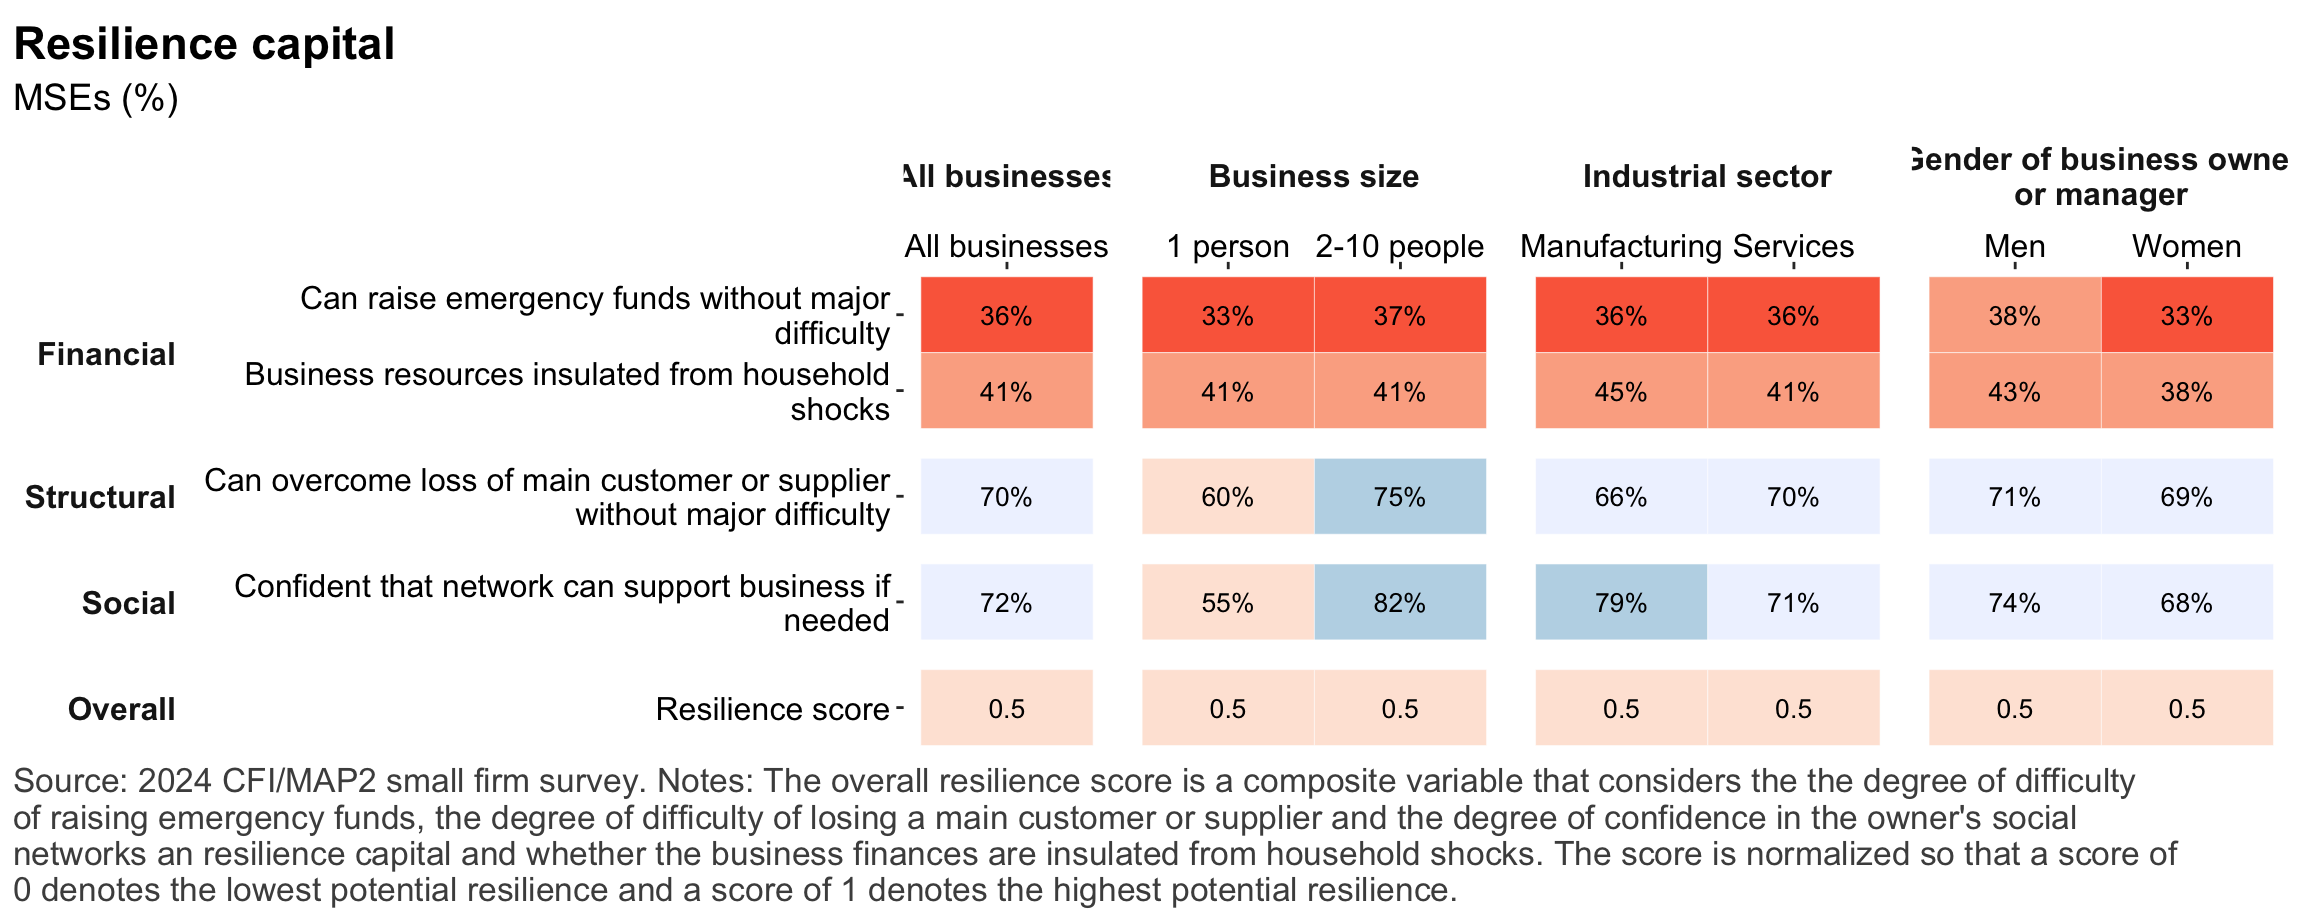 Resilience capital
MSEs (%)
All businesses
Business size
Industrial sector
Gender of business owne
or manager
All businesses
1 person
2-10 people
Manufacturing
Services
Men
Women
Financial
Can raise emergency funds without major
difficulty
36%
33%
37%
36%
36%
38%
33%
Business resources insulated from household
shocks
41%
41%
41%
45%
41%
43%
38%
Structural
Can overcome loss of main customer or supplier
without major difficulty
70%
60%
75%
66%
70%
71%
69%
Social
Confident that network can support business if
needed
72%
55%
82%
79%
71%
74%
68%
Overall
Resilience score
0.5
0.5
0.5
0.5
0.5
0.5
0.5
Source: 2024 CFI/MAP2 small firm survey. Notes: The overall resilience score is a composite variable that considers the the degree of difficulty
of raising emergency funds, the degree of difficulty of losing a main customer or supplier and the degree of confidence in the owner's social
networks an resilience capital and whether the business finances are insulated from household shocks. The score is normalized so that a score of
0 denotes the lowest potential resilience and a score of 1 denotes the highest potential resilience.